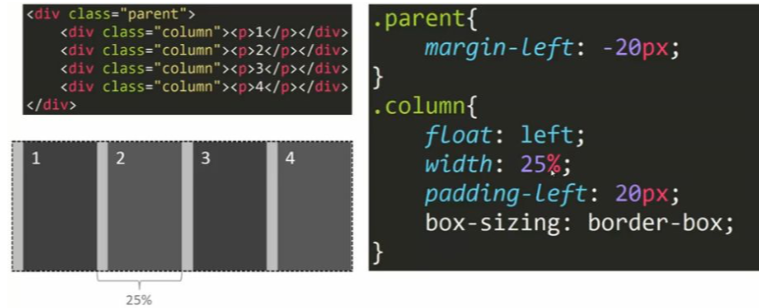 <div class="parent">
    <div class="column"><p>1</p></div>
    <div class="column"><p>2</p></div>
    <div class="column"><p>3</p></div>
    <div class="column"><p>4</p></div>
</div>
1 2 3 4
25%
.parent{
    margin-left: -20px;
}
.column{
    float: left;
    width: 25%;
    padding-left: 20px;
    box-sizing: border-box;
}